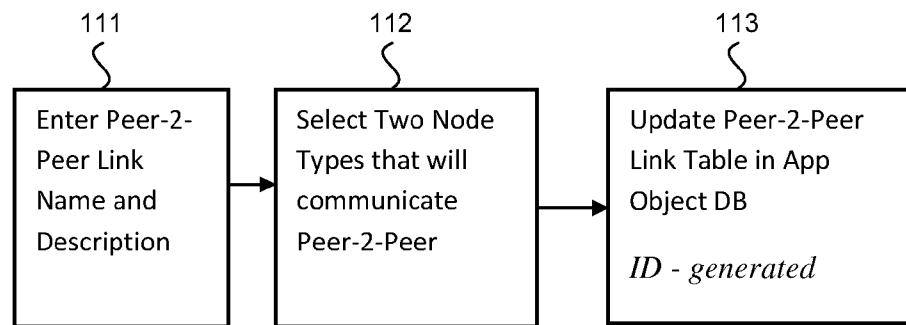 111
112
113
Enter Peer-2-
Peer Link
Name and
Description
Select Two Node
Types that will
communicate
Peer-2-Peer
Update Peer-2-Peer
Link Table in App
Object DB
ID - generated